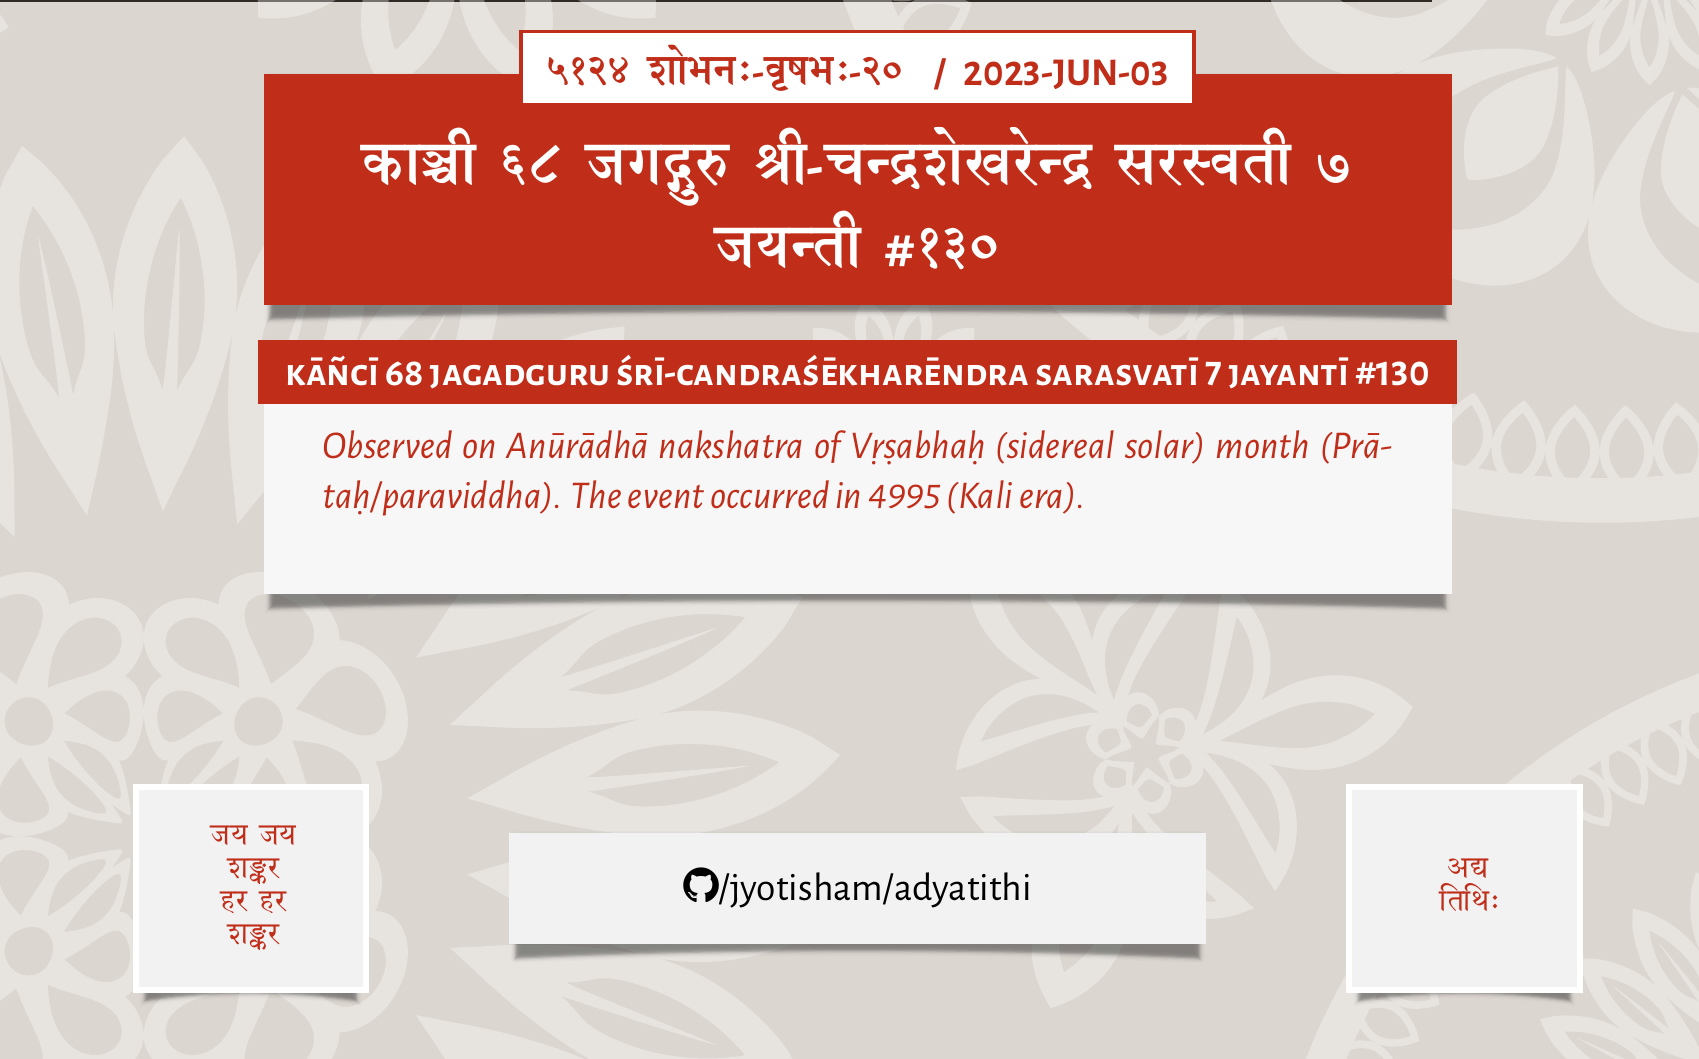 ५१२४ शोभनः-वृषभः-२० / 2023-JUN-03
काञ्ची ६८ जगद्गुरु श्री-चन्द्रशेखरेन्द्र सरस्वती ७
जयन्ती #१३०
KĀÑCĪ 68 JAGADGURU ŚRĪ-CANDRAŚĒKHARĒNDRA SARASVATĪ 7 JAYANTĪ #130
Observed on Anūrādhā nakshatra of Vṛṣabhaḥ (sidereal solar) month (Prā-
taḥ/paraviddha). The event occurred in 4995 (Kali era).
जय जय
शङ्कर
हर हर
शङ्कर
/jyotisham/adyatithi
अद्य
तिथिः